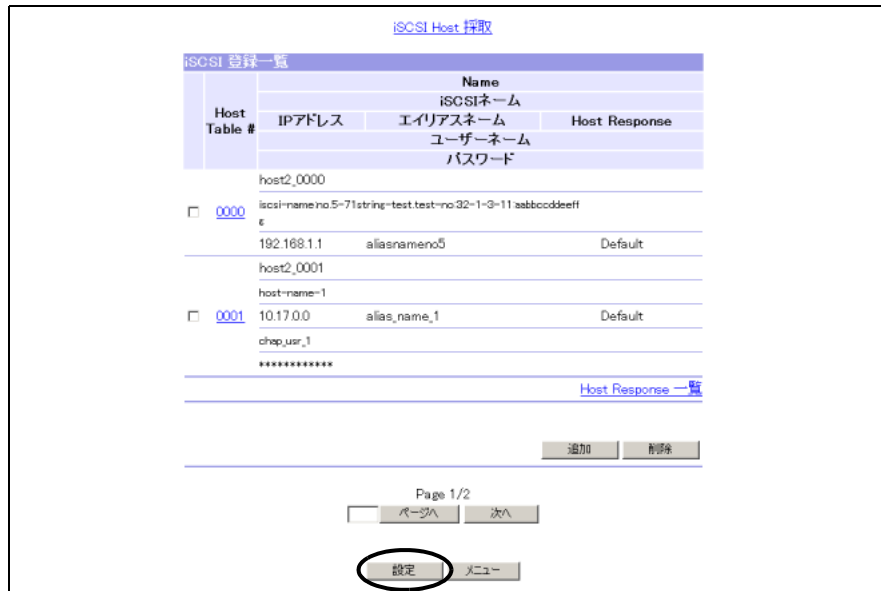 iSCSI Host 採取
iSCSI 登録一覧
Host Table #
Name
iSCSIネーム
IPアドレス エイリアスネーム Host Response
ユーザーネーム
パスワード
host2_0000
0000 iscsi-name:no.5-71string-test.test-no:32-1-3-11:aabbccddeeff
g
192.168.1.1 aliasnameno5 Default
host2_0001
host-name-1
0001 10.17.0.0 alias_name_1 Default
chap_usr_1
************
Host Response 一覧
追加 削除
Page 1/2
ページへ 次へ
設定 メニュー